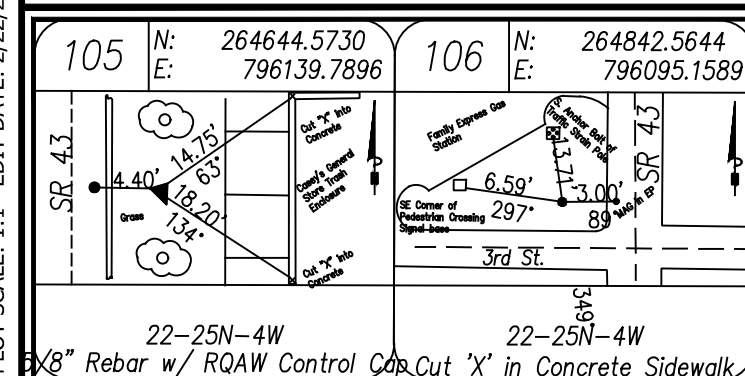 105
N: 264644.5730
E: 796139.7896
SR 43
4.40'
14.75'
63°
18.20'
134°
Grass
Cut "X" into
Concrete
Casey's General
Store Trash
Enclosure
Cut "X" into
Concrete
22-25N-4W
5/8" Rebar w/ RQAW Control Cap
106
N: 264842.5644
E: 796095.1589
Family Express Gas
Station
S Anchor Bolt of
Traffic Strain Pole
SR 43
13.71'
6.59'
297°
3.00'
89°
MAG in EP
SE Corner of
Pedestrian Crossing
Signal base
3rd St.
349°
22-25N-4W
Cut 'X' in Concrete Sidewalk